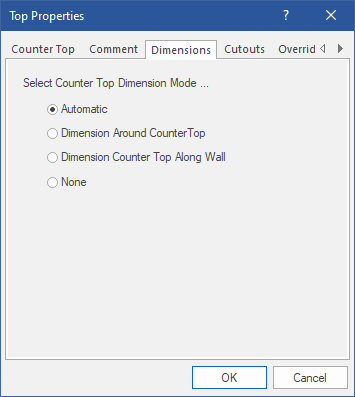 Top Properties ?
Counter Top Comment Dimensions Cutouts Overrid
Select Counter Top Dimension Mode ...
Automatic
Dimension Around CounterTop
Dimension Counter Top Along Wall
None
OK Cancel